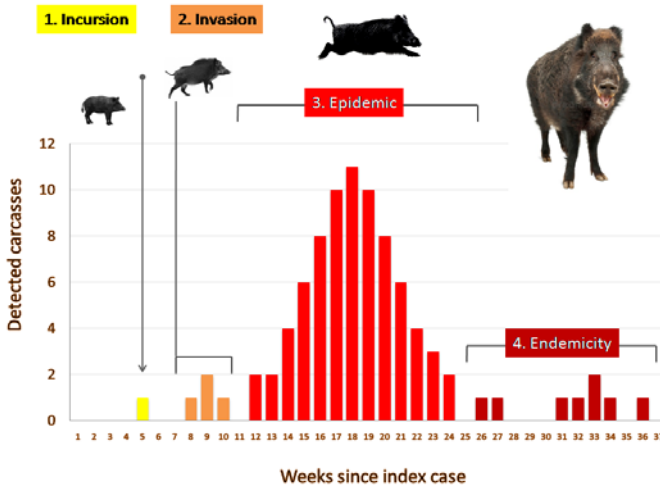 1. Incursion
2. Invasion
3. Epidemic
12
10
8
6
4
2
0
Detected carcasses
4. Endemicity
1 2 3 4 5 6 7 8 9 10 11 12 13 14 15 16 17 18 19 20 21 22 23 24 25 26 27 28 29 30 31 32 33 34 35 36 37
Weeks since index case